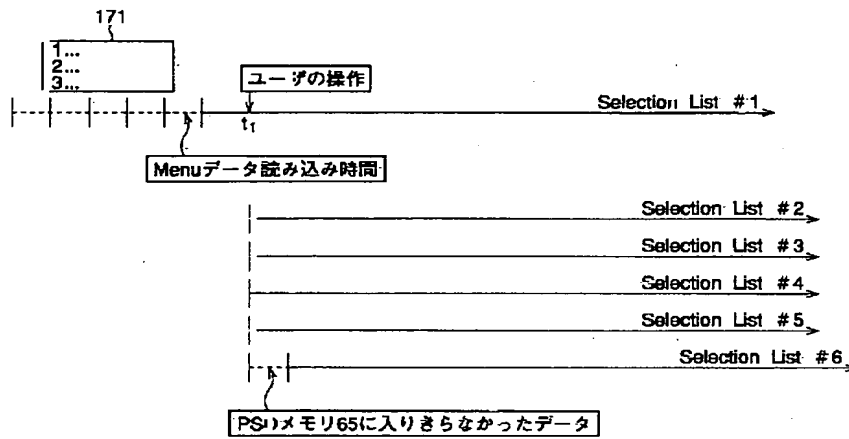 171
1...
2...
3...
ユーザの操作
Selection List #1
t1
Menuデータ読み込み時間
Selection List #2
Selection List #3
Selection List #4
Selection List #5
Selection List #6
PSDメモリ65に入りきらなかったデータ